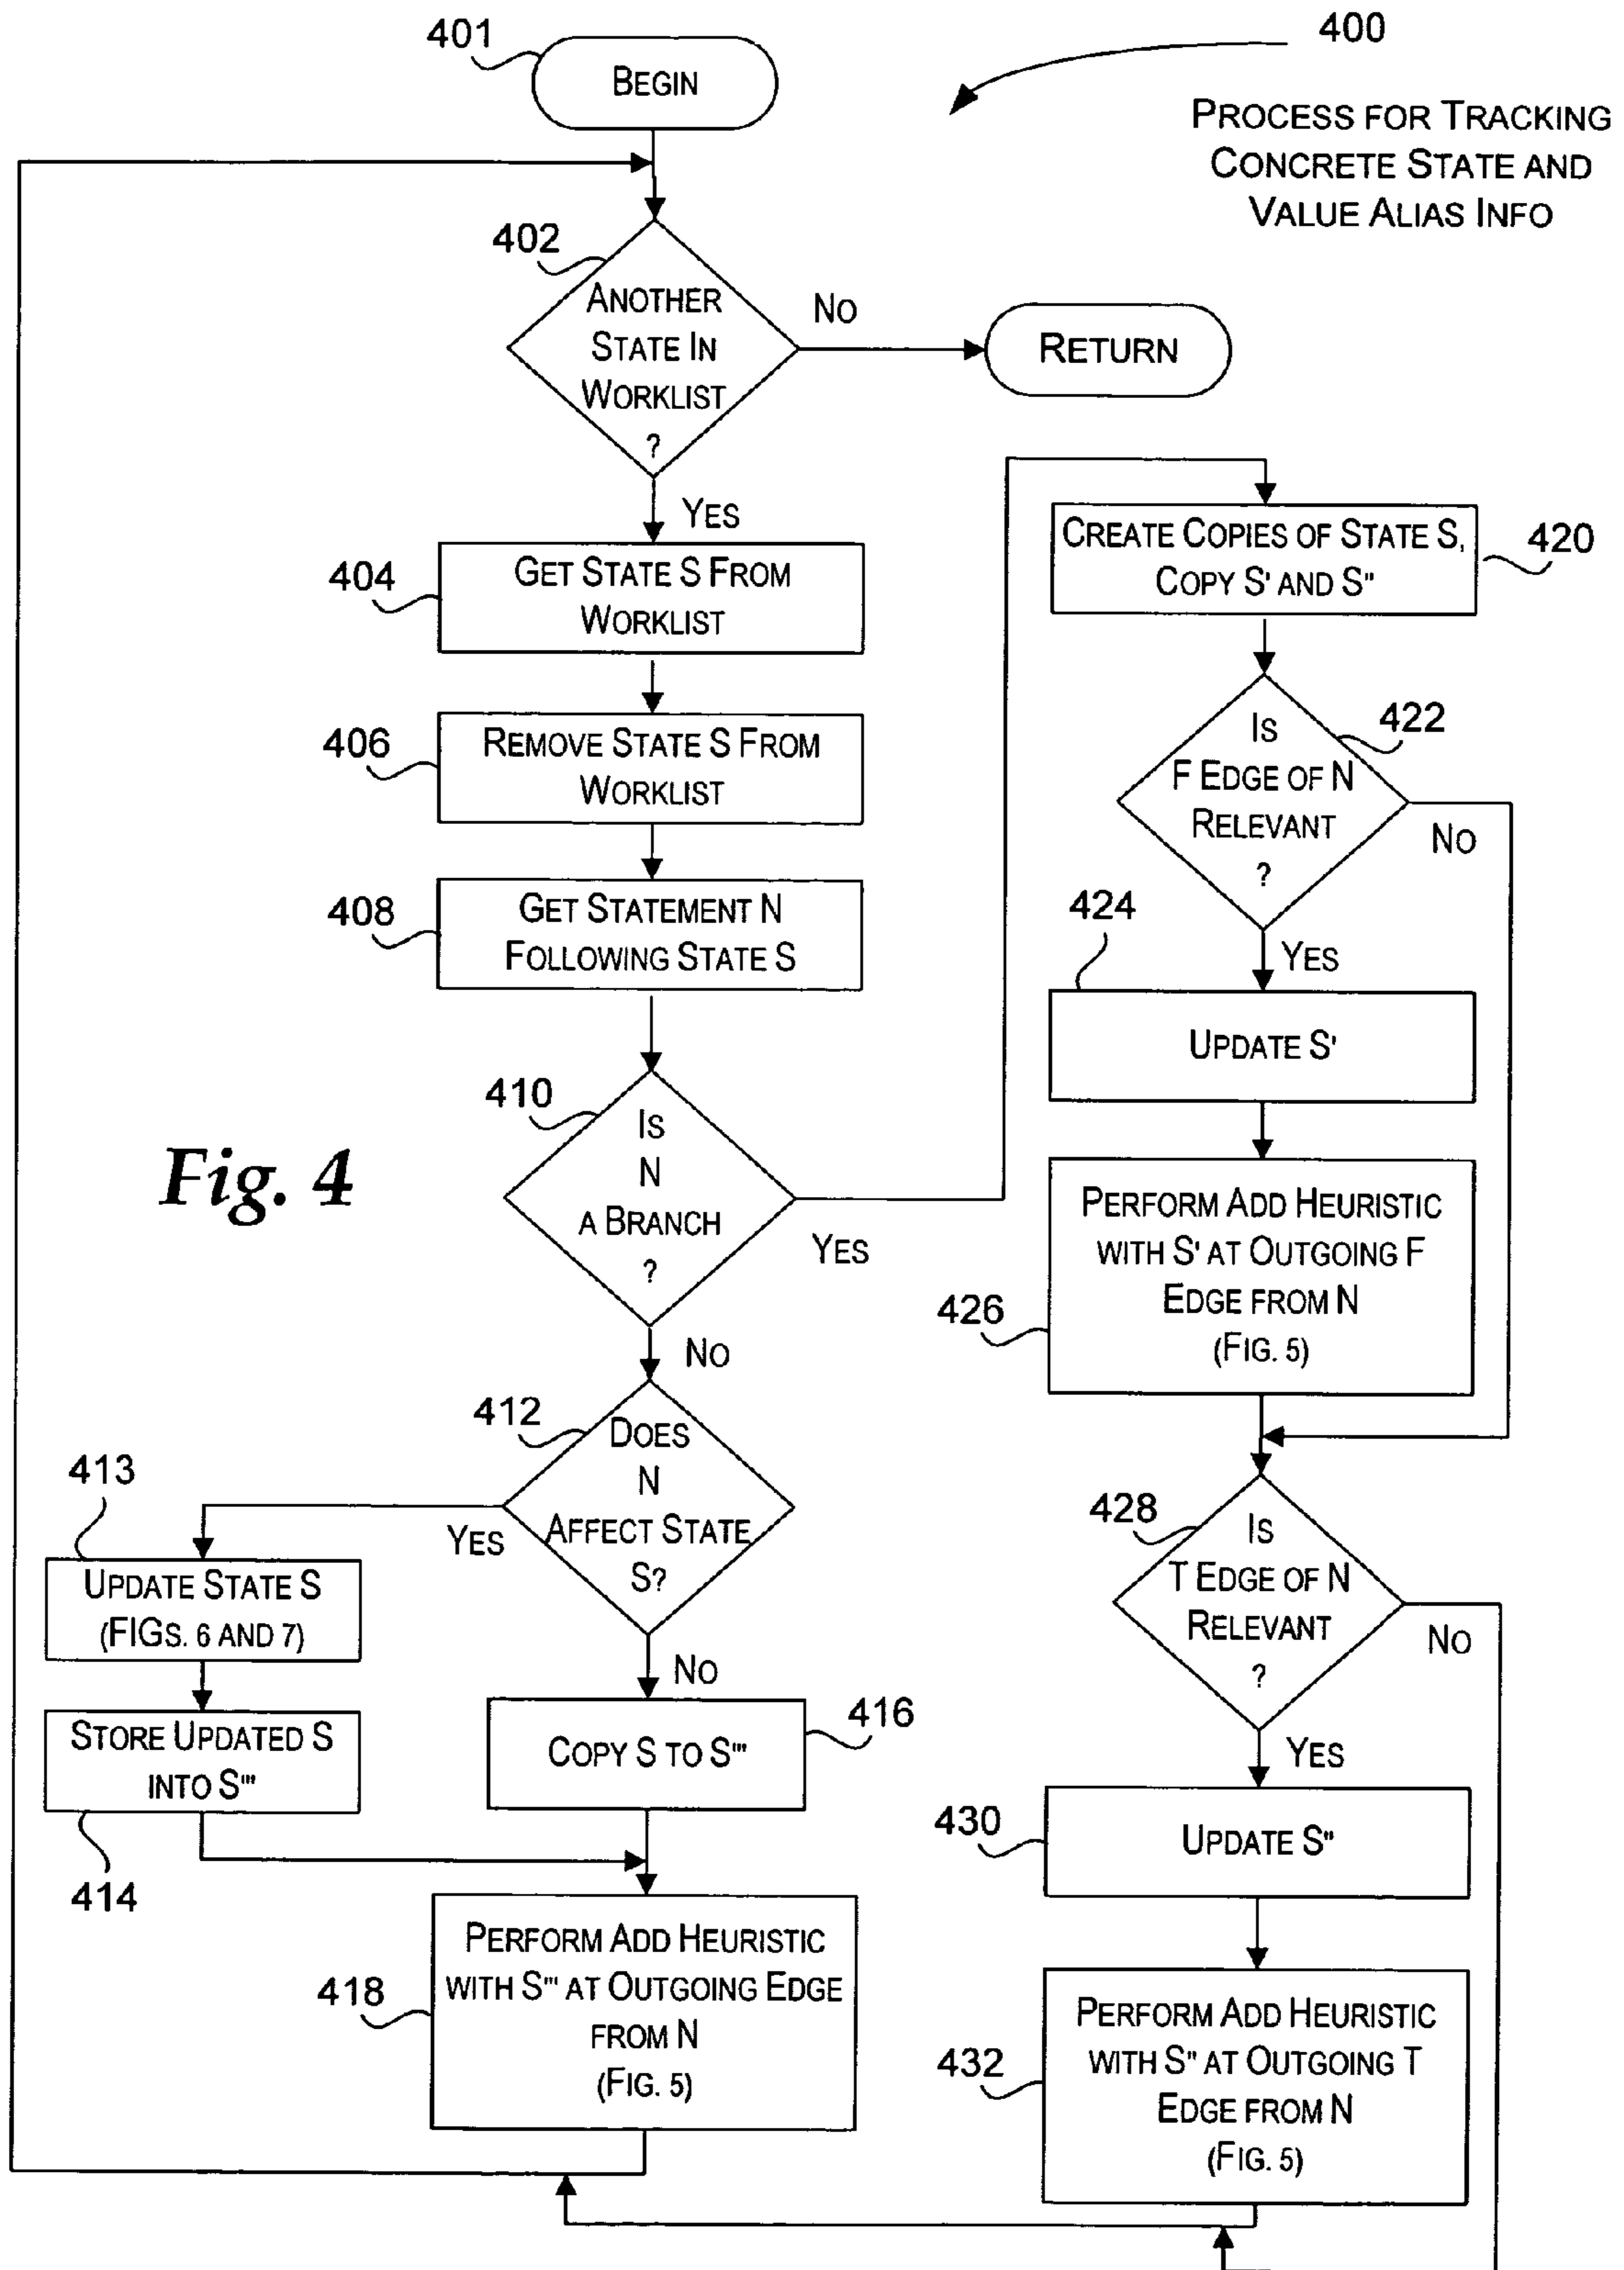 400
PROCESS FOR TRACKING
CONCRETE STATE AND
VALUE ALIAS INFO
401
BEGIN
402
ANOTHER
STATE IN
WORKLIST
?
NO
RETURN
YES
404
GET STATE S FROM
WORKLIST
406
REMOVE STATE S FROM
WORKLIST
408
GET STATEMENT N
FOLLOWING STATE S
410
IS
N
A BRANCH
?
YES
NO
Fig. 4
412
DOES
N
AFFECT STATE
S?
YES
NO
413
UPDATE STATE S
(FIGS. 6 AND 7)
STORE UPDATED S
INTO S'''
414
COPY S TO S'''
416
418
PERFORM ADD HEURISTIC
WITH S''' AT OUTGOING EDGE
FROM N
(FIG. 5)
CREATE COPIES OF STATE S,
COPY S' AND S''
420
IS
F EDGE OF N
RELEVANT
?
422
NO
YES
424
UPDATE S'
426
PERFORM ADD HEURISTIC
WITH S' AT OUTGOING F
EDGE FROM N
(FIG. 5)
428
IS
T EDGE OF N
RELEVANT
?
NO
YES
430
UPDATE S''
432
PERFORM ADD HEURISTIC
WITH S'' AT OUTGOING T
EDGE FROM N
(FIG. 5)